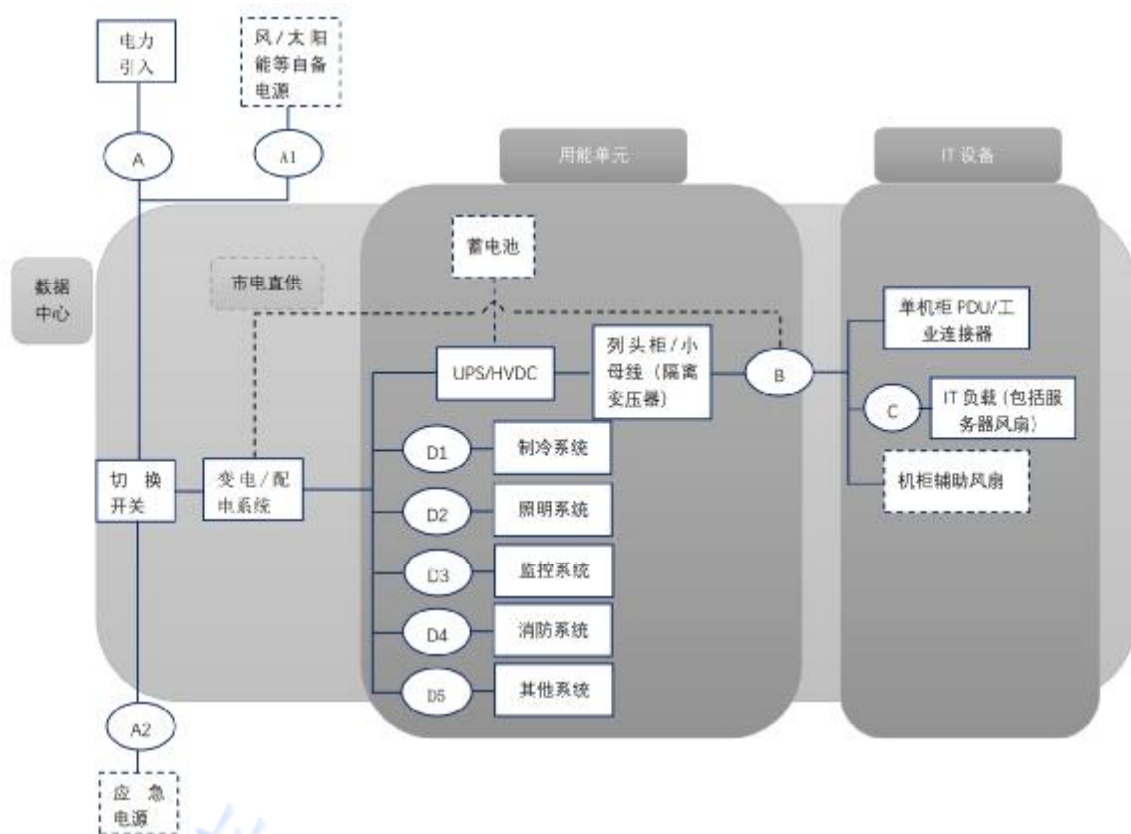 电力
引入
风/太阳
能等自备
电源
A
A1
用能单元
IT 设备
数据
中心
市电直供
蓄电池
UPS/HVDC
列头柜/小
母线（隔离
变压器）
B
单机柜 PDU/工
业连接器
C
IT 负载（包括服
务器风扇）
机柜辅助风扇
切换
开关
变电/配
电系统
D1
制冷系统
D2
照明系统
D3
监控系统
D4
消防系统
D5
其他系统
A2
应急
电源